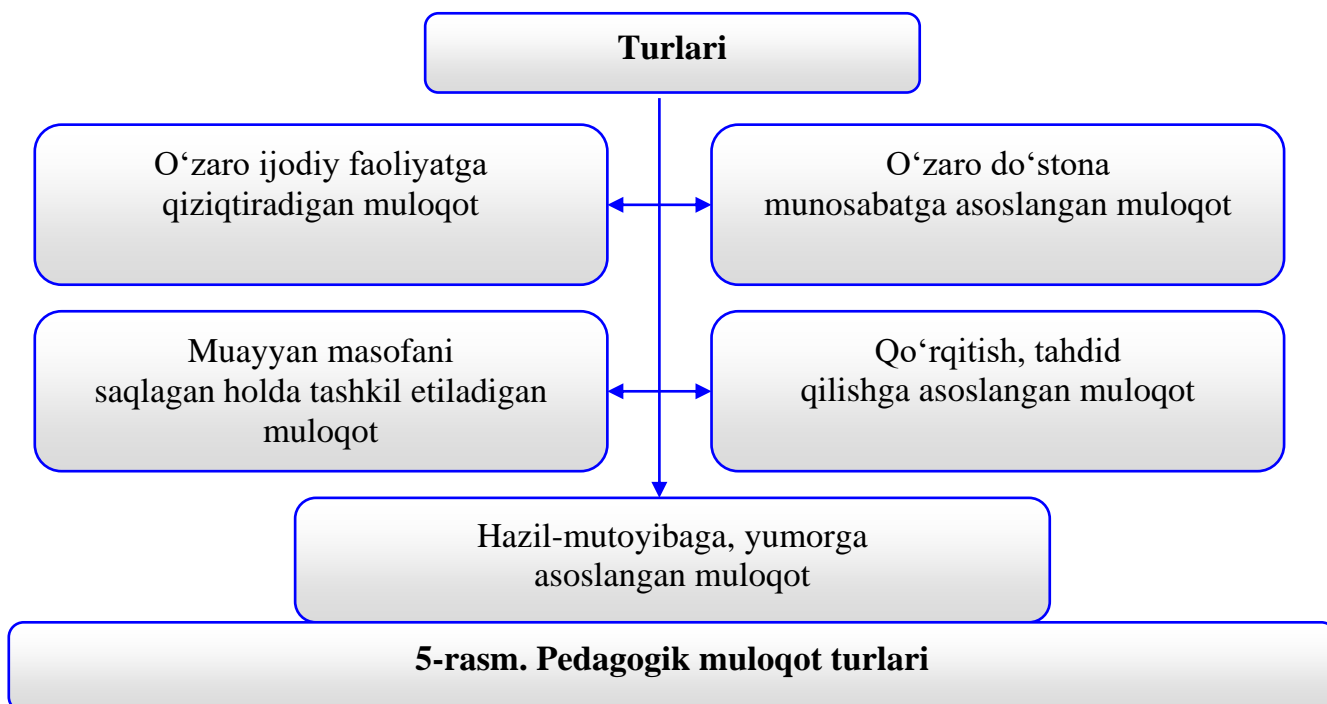 Turlari
O‘zaro ijodiy faoliyatga
qiziqtiradigan muloqot
O‘zaro do‘stona
munosabatga asoslangan muloqot
Muayyan masofani
saqlagan holda tashkil etiladigan
muloqot
Qo‘rqitish, tahdid
qilishga asoslangan muloqot
Hazil-mutoyibaga, yumorga
asoslangan muloqot
5-rasm. Pedagogik muloqot turlari